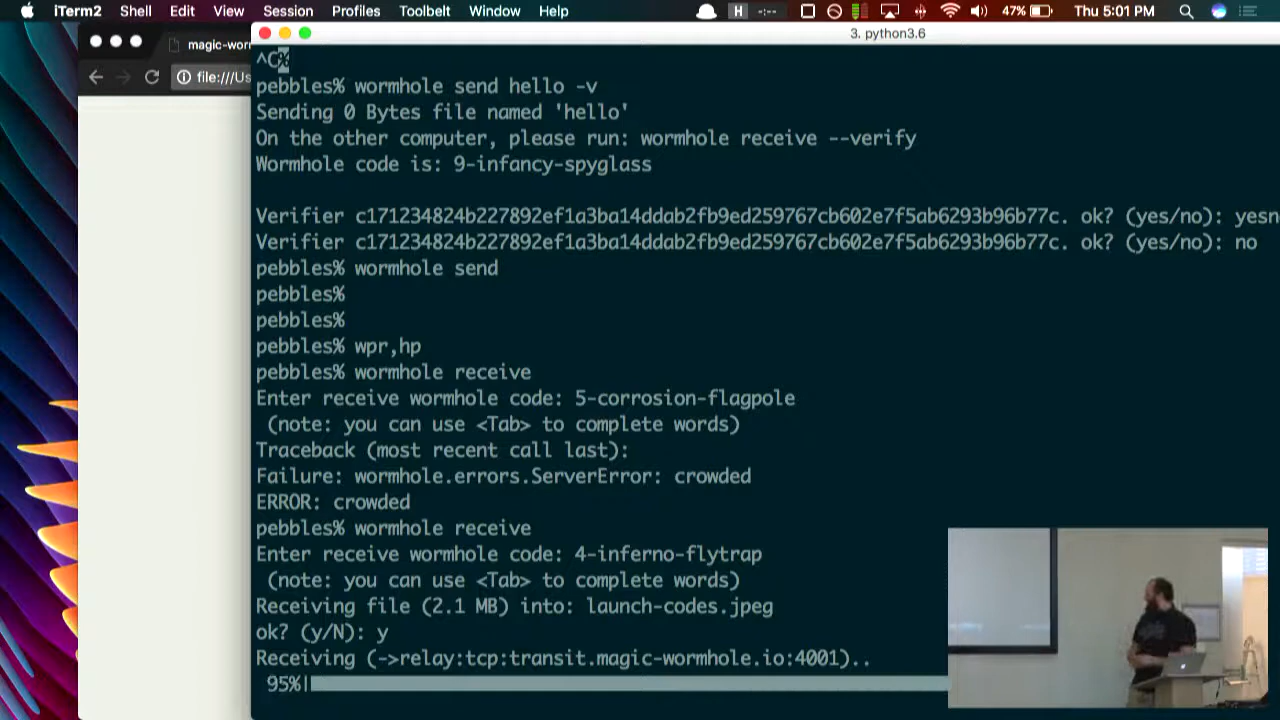 iTerm2 Shell Edit View Session Profiles Toolbelt Window Help H -:-- 47% Thu 5:01 PM
magic-wor
file:///Us
3. python3.6
^C%
pebbles% wormhole send hello -v
Sending 0 Bytes file named 'hello'
On the other computer, please run: wormhole receive --verify
Wormhole code is: 9-infancy-spyglass
Verifier c171234824b227892ef1a3ba14ddab2fb9ed259767cb602e7f5ab6293b96b77c. ok? (yes/no): yesn
Verifier c171234824b227892ef1a3ba14ddab2fb9ed259767cb602e7f5ab6293b96b77c. ok? (yes/no): no
pebbles% wormhole send
pebbles%
pebbles%
pebbles% wpr,hp
pebbles% wormhole receive
Enter receive wormhole code: 5-corrosion-flagpole
(note: you can use <Tab> to complete words)
Traceback (most recent call last):
Failure: wormhole.errors.ServerError: crowded
ERROR: crowded
pebbles% wormhole receive
Enter receive wormhole code: 4-inferno-flytrap
(note: you can use <Tab> to complete words)
Receiving file (2.1 MB) into: launch-codes.jpeg
ok? (y/N): y
Receiving (->relay:tcp:transit.magic-wormhole.io:4001)..
95%|